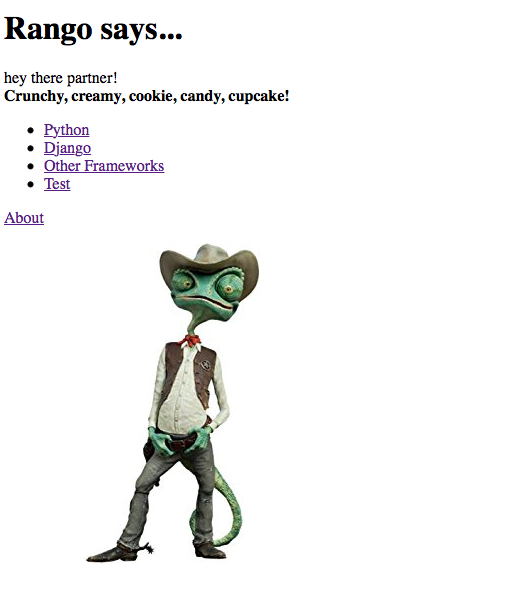 Rango says...
hey there partner!
Crunchy, creamy, cookie, candy, cupcake!
Python
Django
Other Frameworks
Test
About